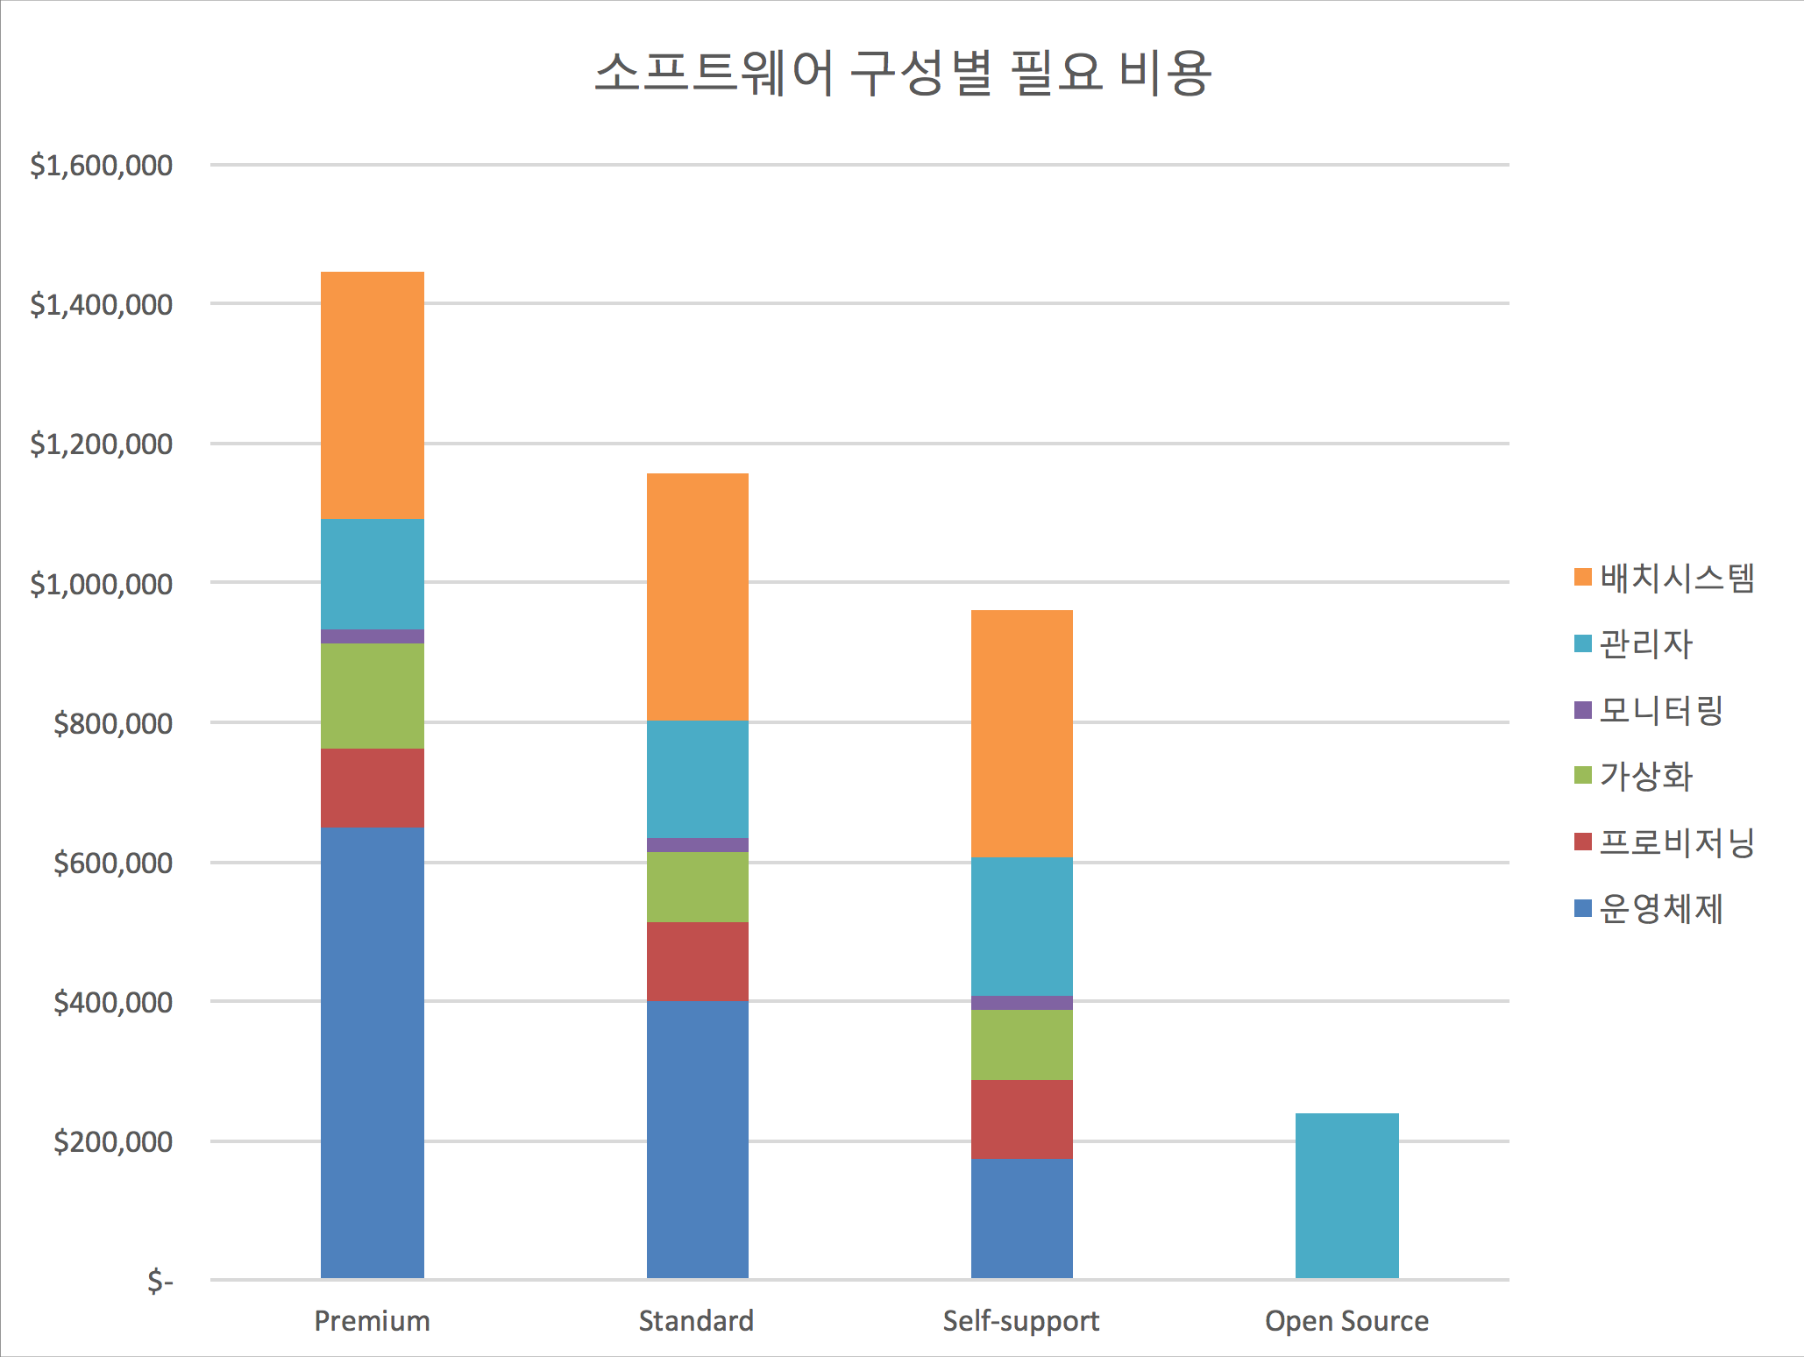 소프트웨어 구성별 필요 비용
$1,600,000
$1,400,000
$1,200,000
$1,000,000
$800,000
$600,000
$400,000
$200,000
$-
Premium
Standard
Self-support
Open Source
배치시스템
관리자
모니터링
가상화
프로비저닝
운영체제